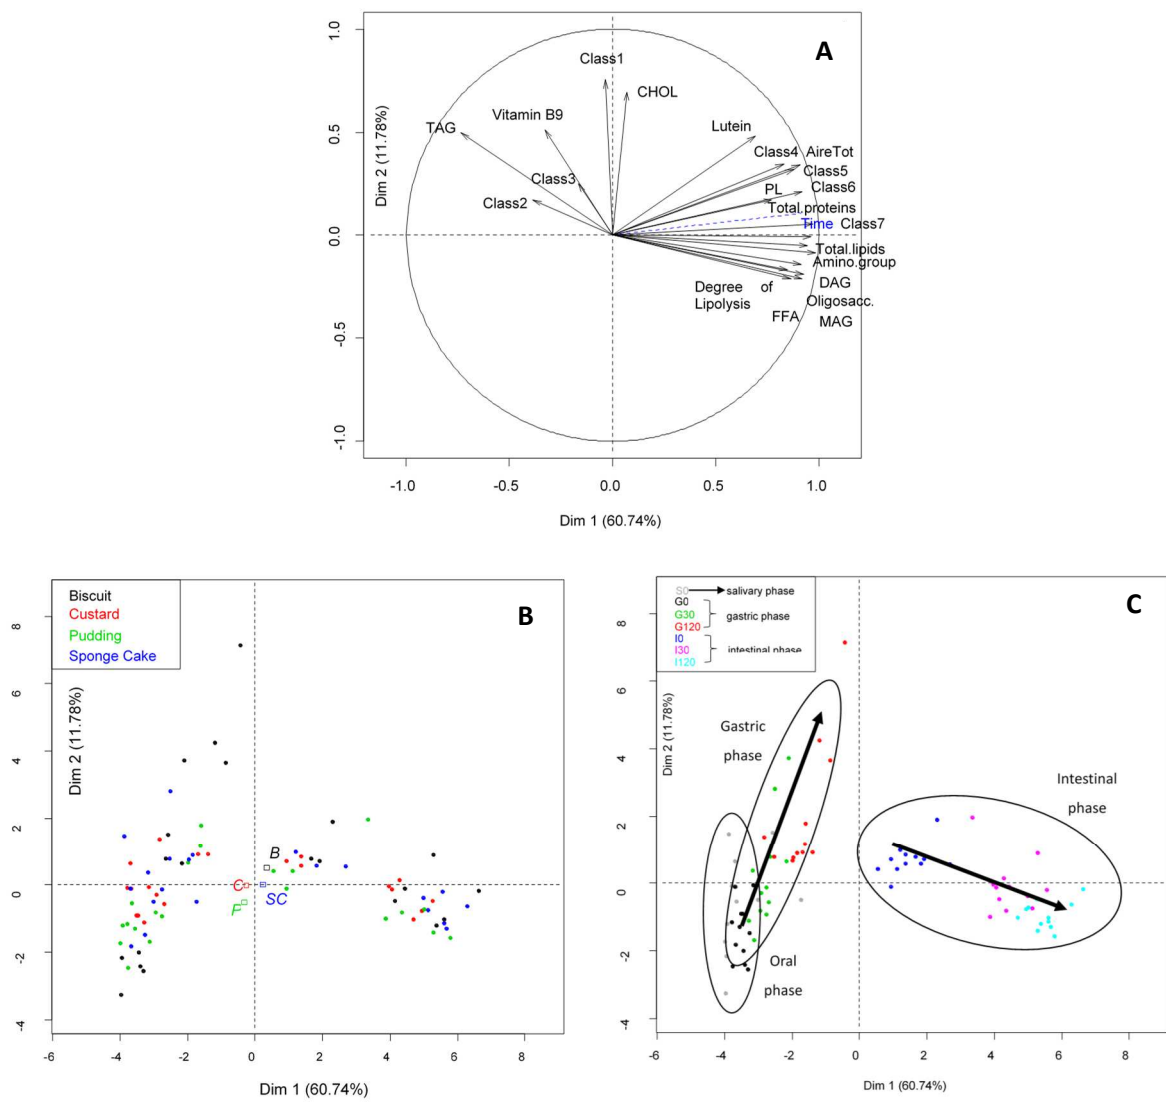 A
Class1
CHOL
Vitamin B9
TAG
Lutein
Class4 AireTot
Class3
Class5
PL
Class6
Class2
Total.proteins
Time Class7
Total.lipids
Amino.group
Degree of
Lipolysis
DAG
Oligosacc.
FFA
MAG
1.0
0.5
0.0
-0.5
-1.0
Dim 2 (11.78%)
-1.0 -0.5 0.0 0.5 1.0
Dim 1 (60.74%)
Biscuit
Custard
Pudding
Sponge Cake
B
8
6
4
2
0
-2
-4
Dim 2 (11.78%)
B
C
SC
F
-6 -4 -2 0 2 4 6 8
Dim 1 (60.74%)
S0 salivary phase
G0
G30 gastric phase
G120
I0
I30 intestinal phase
I120
C
8
6
4
2
0
-2
-4
Dim 2 (11.78%)
Gastric
phase
Intestinal
phase
Oral
phase
-6 -4 -2 0 2 4 6 8
Dim 1 (60.74%)